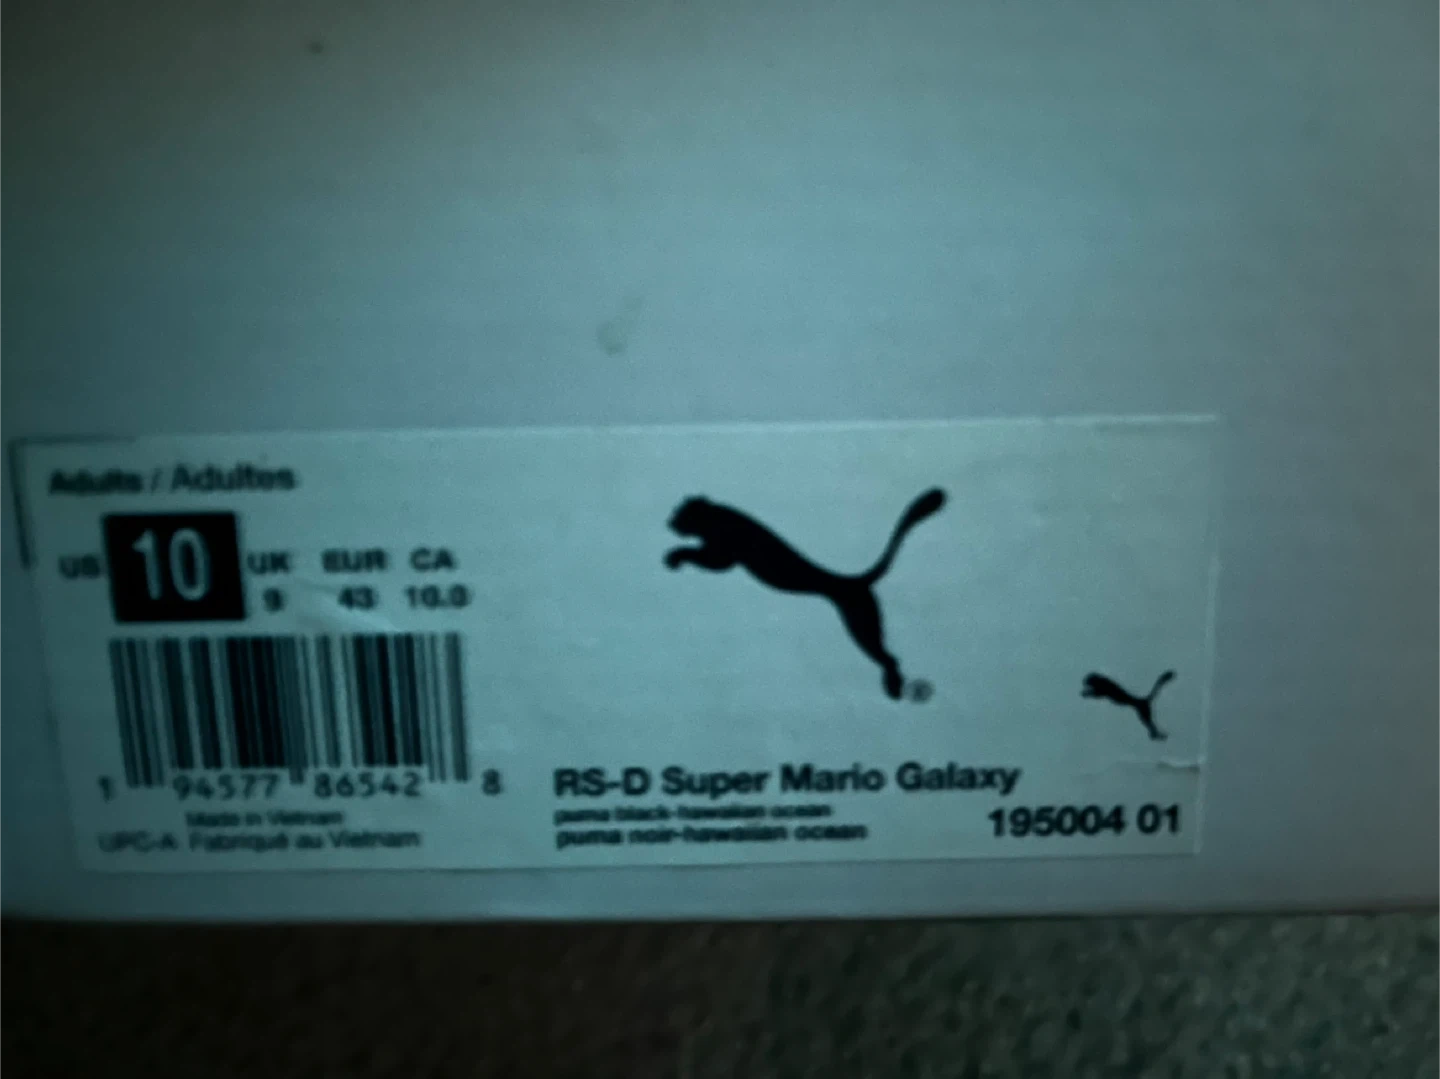 Adults / Adultes
US 10 UK EUR CA
9 43 10.0
1 94577 86542 8
Made in Vietnam
UPC-A Fabriqué au Vietnam
®
RS-D Super Mario Galaxy
puma black-hawaiian ocean
puma noir-hawaiian ocean
195004 01